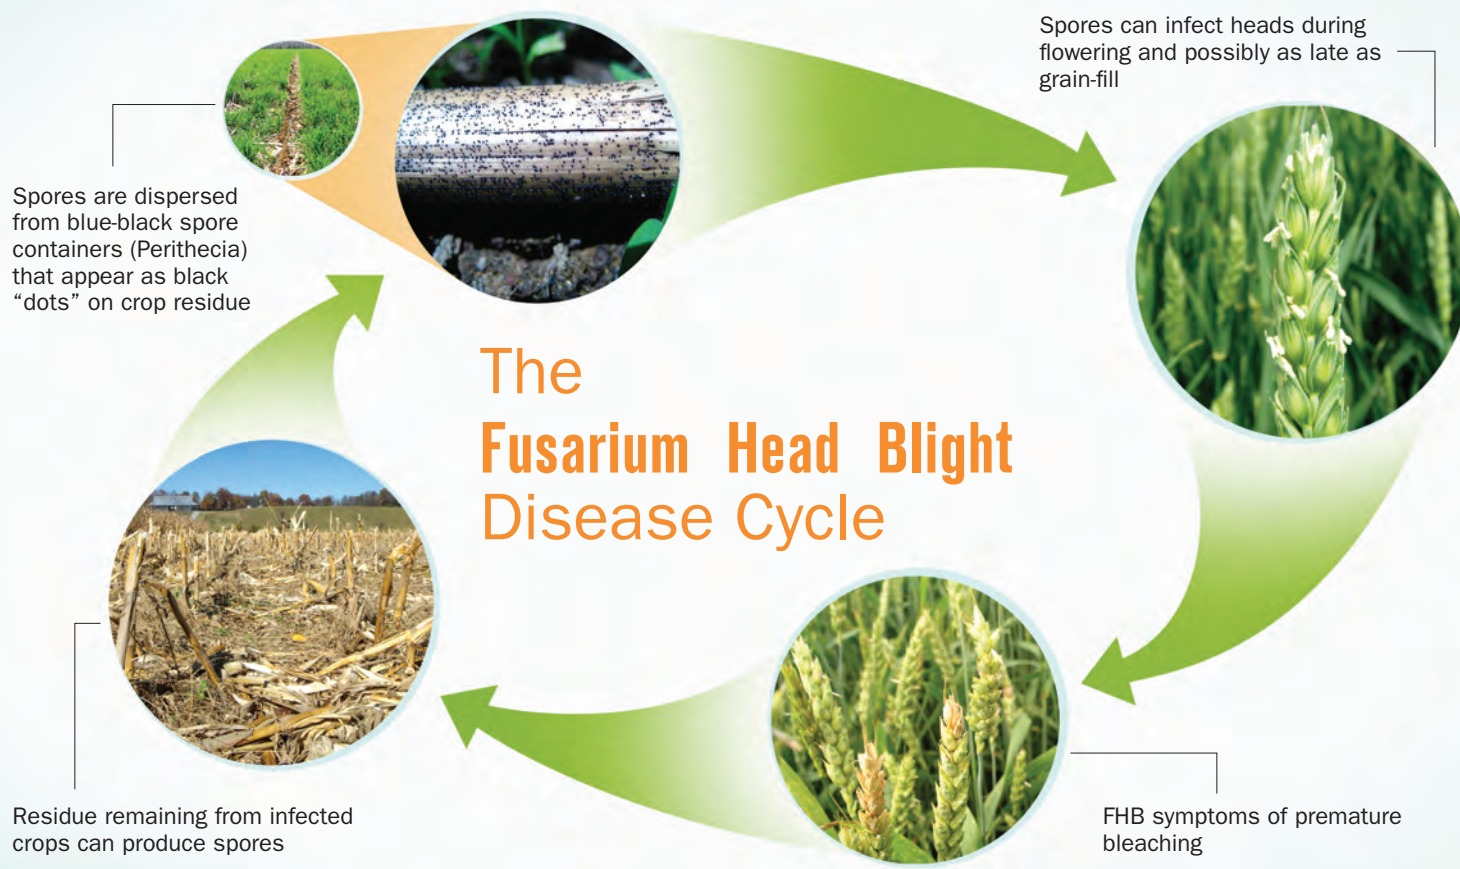 Spores can infect heads during
flowering and possibly as late as
grain-fill
Spores are dispersed
from blue-black spore
containers (Perithecia)
that appear as black
“dots” on crop residue
The
Fusarium Head Blight
Disease Cycle
Residue remaining from infected
crops can produce spores
FHB symptoms of premature
bleaching